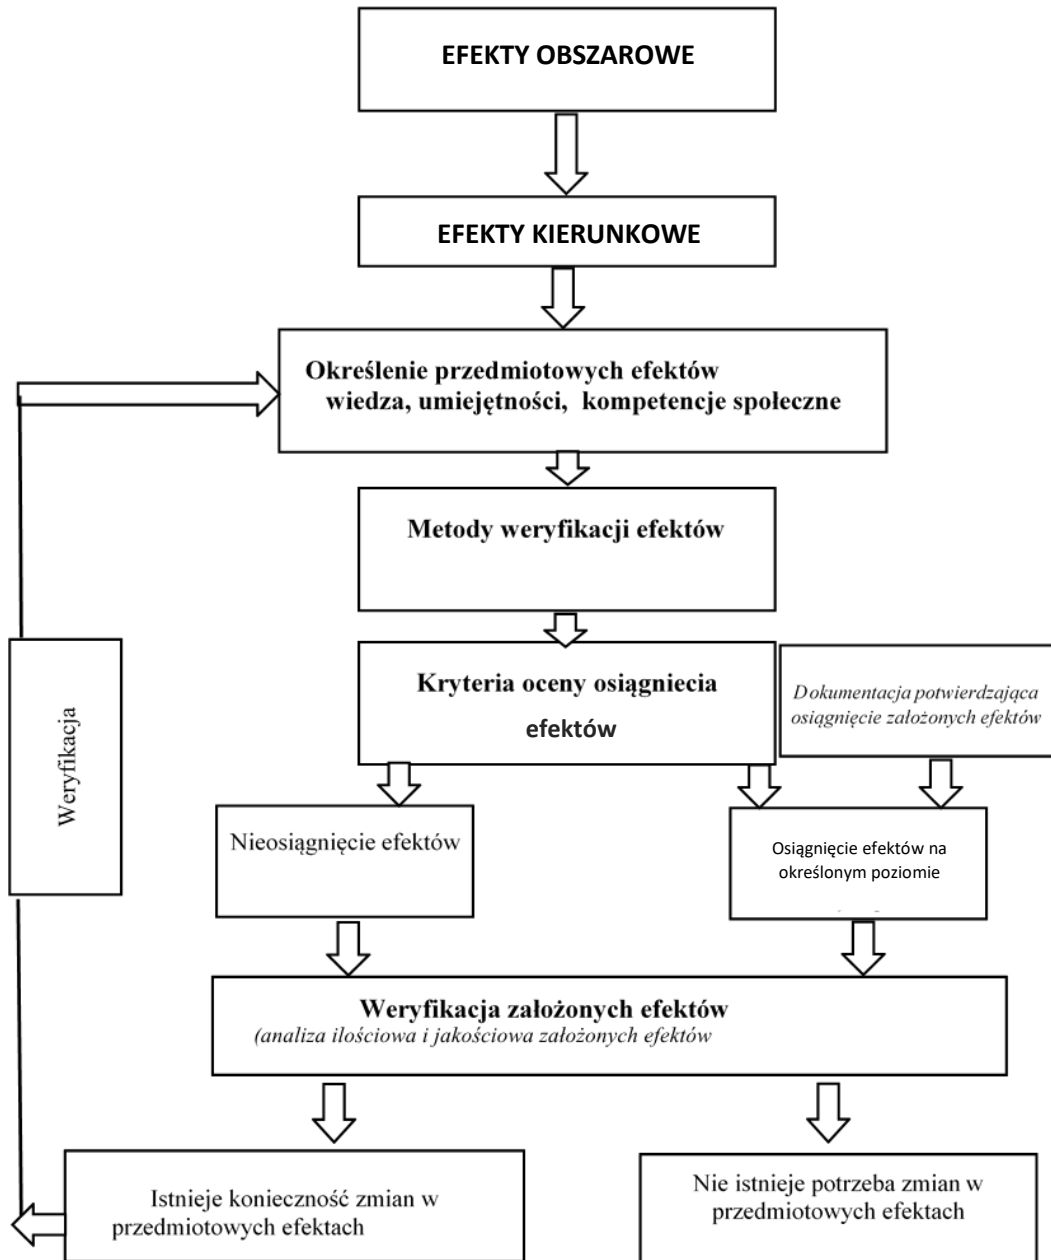 EFEKTY OBSZAROWE
EFEKTY KIERUNKOWE
Określenie przedmiotowych efektów
wiedza, umiejętności, kompetencje społeczne
Metody weryfikacji efektów
Kryteria oceny osiągniecia
efektów
Dokumentacja potwierdzająca
osiągnięcie założonych efektów
Weryfikacja
Nieosiągnięcie efektów
Osiągnięcie efektów na
określonym poziomie
Weryfikacja założonych efektów
(analiza ilościowa i jakościowa założonych efektów
Istnieje konieczność zmian w
przedmiotowych efektach
Nie istnieje potrzeba zmian w
przedmiotowych efektach